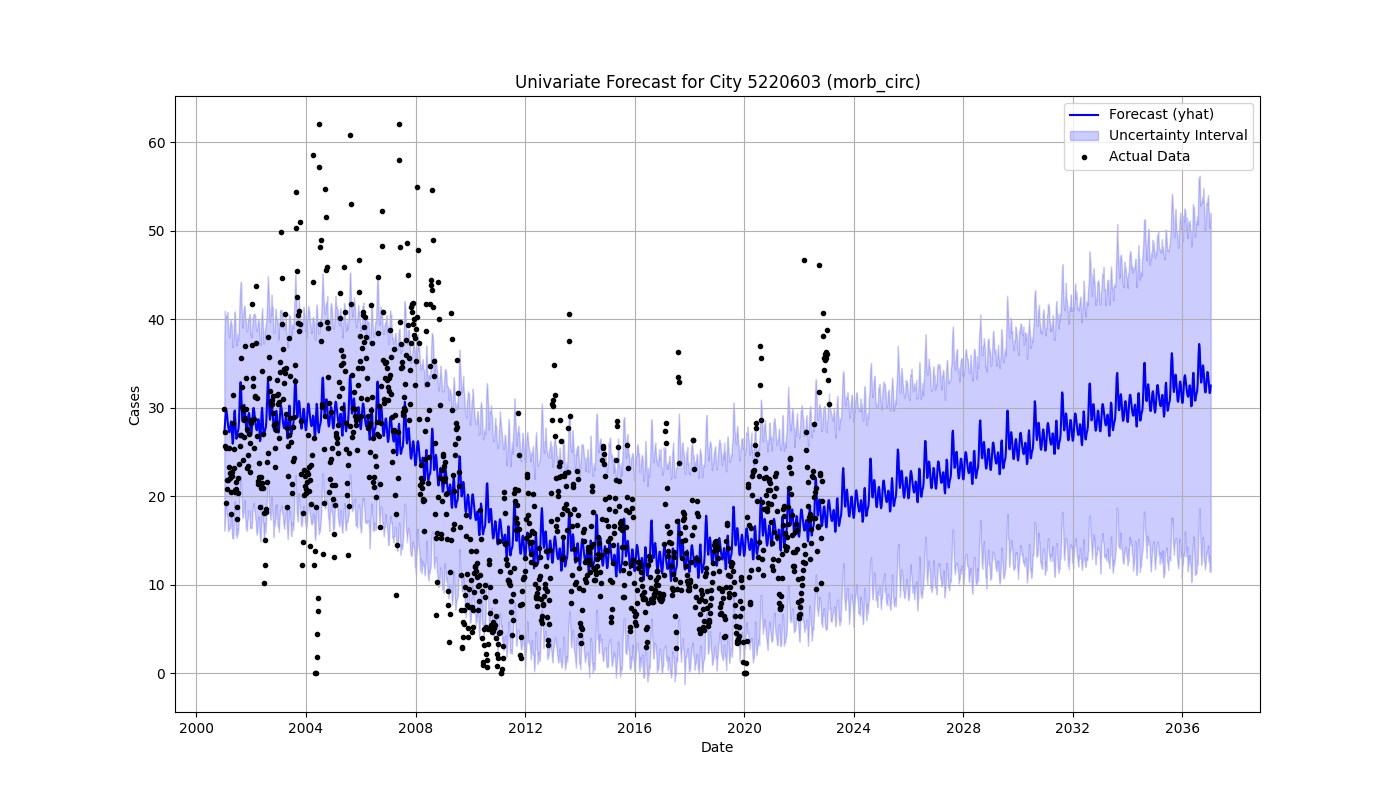 Univariate Forecast for City 5220603 (morb_circ)
Forecast (yhat)
Uncertainty Interval
Actual Data
Cases
60
50
40
30
20
10
0
2000 2004 2008 2012 2016 2020 2024 2028 2032 2036
Date